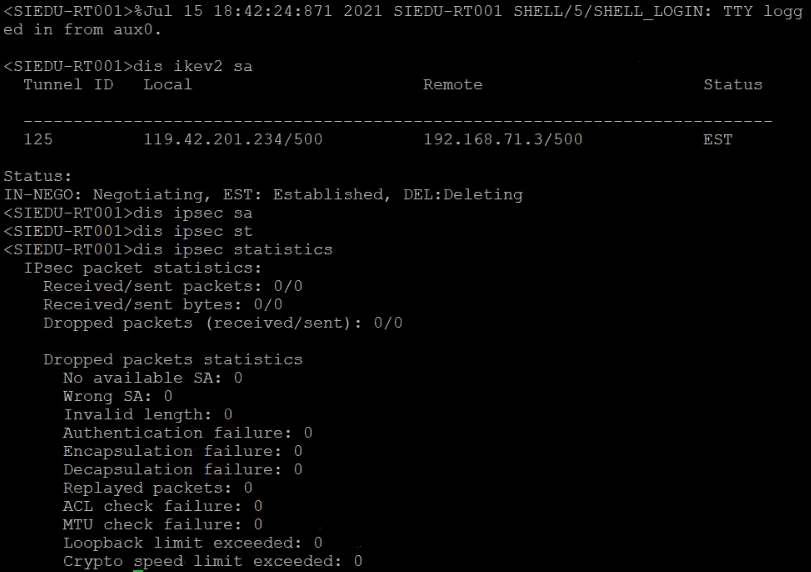 <SIEDU-RT001>%Jul 15 18:42:24:871 2021 SIEDU-RT001 SHELL/5/SHELL_LOGIN: TTY logg
ed in from aux0.
<SIEDU-RT001>dis ikev2 sa
Tunnel ID Local Remote Status
---------------------------------------------------------------------------
125 119.42.201.234/500 192.168.71.3/500 EST
Status:
IN-NEGO: Negotiating, EST: Established, DEL:Deleting
<SIEDU-RT001>dis ipsec sa
<SIEDU-RT001>dis ipsec st
<SIEDU-RT001>dis ipsec statistics
IPsec packet statistics:
Received/sent packets: 0/0
Received/sent bytes: 0/0
Dropped packets (received/sent): 0/0
Dropped packets statistics
No available SA: 0
Wrong SA: 0
Invalid length: 0
Authentication failure: 0
Encapsulation failure: 0
Decapsulation failure: 0
Replayed packets: 0
ACL check failure: 0
MTU check failure: 0
Loopback limit exceeded: 0
Crypto speed limit exceeded: 0